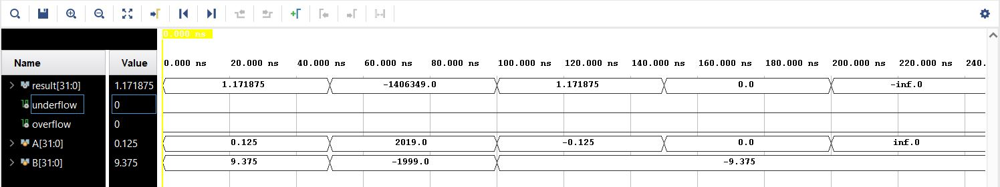 0.000 ns
Name Value 0.000 ns 20.000 ns 40.000 ns 60.000 ns 80.000 ns 100.000 ns 120.000 ns 140.000 ns 160.000 ns 180.000 ns 200.000 ns 220.000 ns 240.
result[31:0] 1.171875 1.171875 -1406349.0 1.171875 0.0 -inf.0
underflow 0
overflow 0
A[31:0] 0.125 0.125 2019.0 -0.125 0.0 inf.0
B[31:0] 9.375 9.375 -1999.0 -9.375